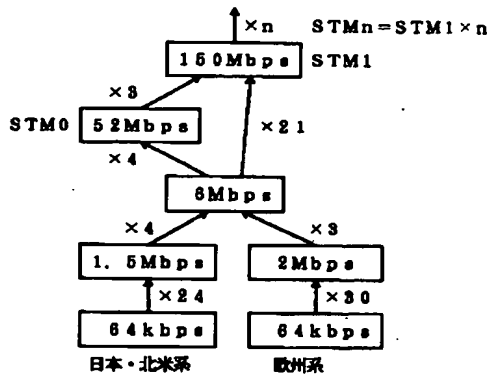 ×n STMn=STM1×n
150Mbps STM1
×3
STM0 52Mbps ×21
×4
6Mbps
×4 ×3
1.5Mbps 2Mbps
×24 ×30
64kbps 64kbps
日本・北米系 欧州系